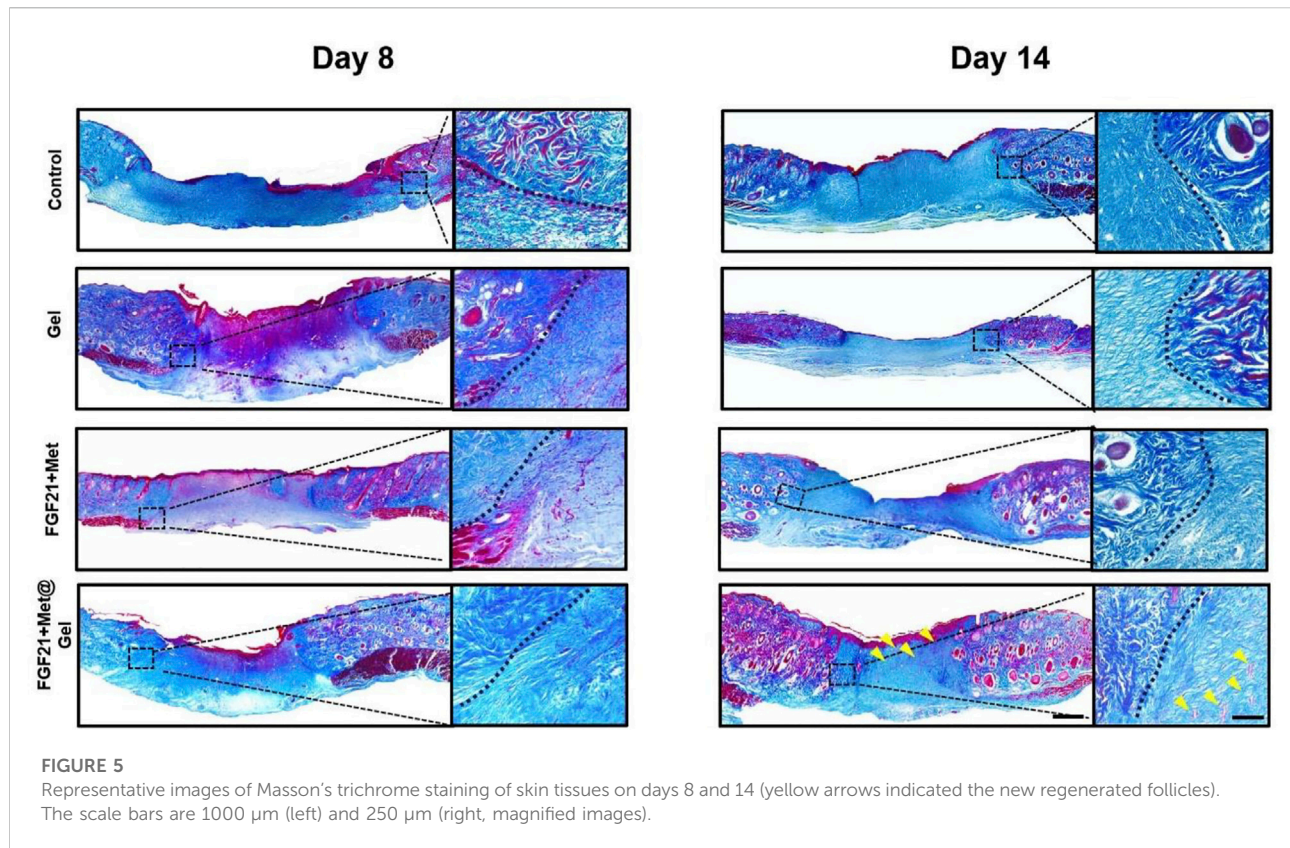 Day 8
Day 14
Control
Gel
FGF21+Met
FGF21+Met@
Gel
FIGURE 5
Representative images of Masson's trichrome staining of skin tissues on days 8 and 14 (yellow arrows indicated the new regenerated follicles).
The scale bars are 1000 µm (left) and 250 µm (right, magnified images).